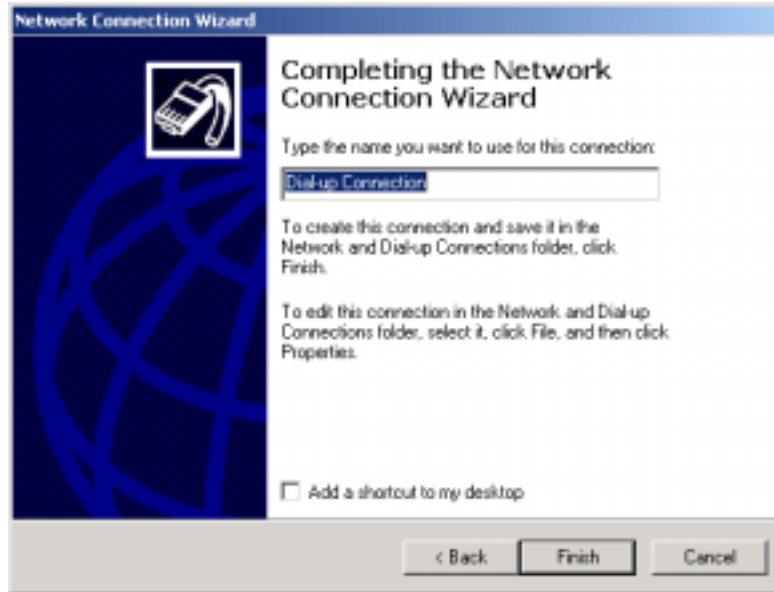 Network Connection Wizard
Completing the Network
Connection Wizard
Type the name you want to use for this connection:
Dial-up Connection
To create this connection and save it in the
Network and Dial-up Connections folder, click
Finish.
To edit this connection in the Network and Dial-up
Connections folder, select it, click File, and then click
Properties.
Add a shortcut to my desktop
< Back Finish Cancel